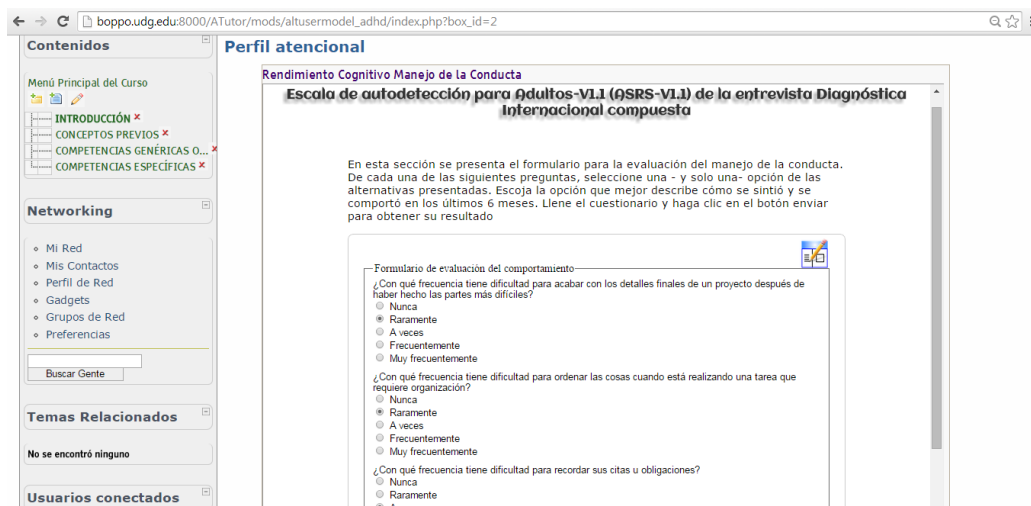 boppo.udg.edu:8000/ATutor/mods/altusermodel_adhd/index.php?box_id=2
Contenidos
Menú Principal del Curso
INTRODUCCIÓN
CONCEPTOS PREVIOS
COMPETENCIAS GENÉRICAS O...
COMPETENCIAS ESPECÍFICAS
Networking
Mi Red
Mis Contactos
Perfil de Red
Gadgets
Grupos de Red
Preferencias
Buscar Gente
Temas Relacionados
No se encontró ninguno
Usuarios conectados
Perfil atencional
Rendimiento Cognitivo Manejo de la Conducta
Escala de autodetección para Adultos-V1.1 (ASRS-V1.1) de la entrevista Diagnóstica
Internacional compuesta
En esta sección se presenta el formulario para la evaluación del manejo de la conducta.
De cada una de las siguientes preguntas, seleccione una - y solo una- opción de las
alternativas presentadas. Escoja la opción que mejor describe cómo se sintió y se
comportó en los últimos 6 meses. Llene el cuestionario y haga clic en el botón enviar
para obtener su resultado
Formulario de evaluación del comportamiento
¿Con qué frecuencia tiene dificultad para acabar con los detalles finales de un proyecto después de
haber hecho las partes más difíciles?
Nunca
Raramente
A veces
Frecuentemente
Muy frecuentemente
¿Con qué frecuencia tiene dificultad para ordenar las cosas cuando está realizando una tarea que
requiere organización?
Nunca
Raramente
A veces
Frecuentemente
Muy frecuentemente
¿Con qué frecuencia tiene dificultad para recordar sus citas u obligaciones?
Nunca
Raramente